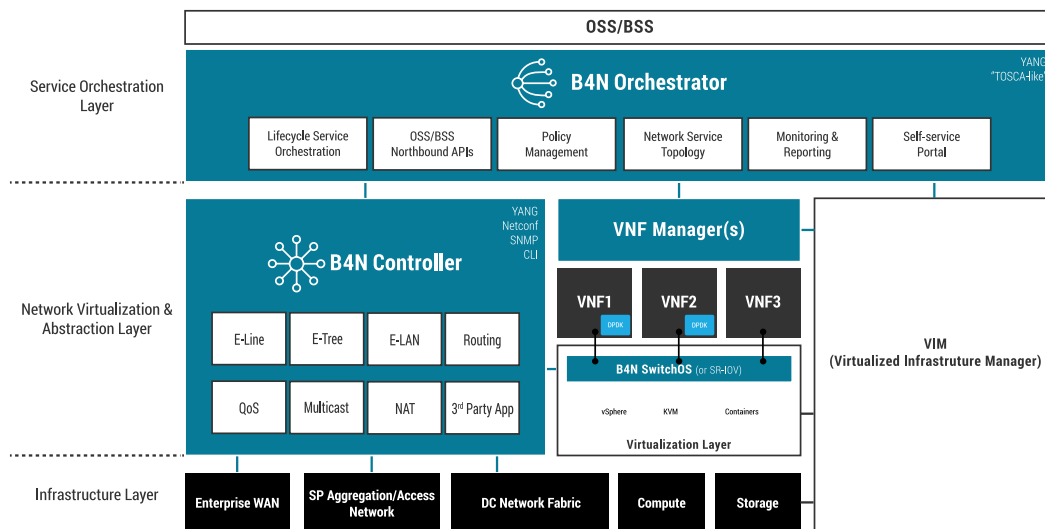 OSS/BSS
Service Orchestration
Layer
B4N Orchestrator
YANG
"TOSCA-like"
Lifecycle Service
Orchestration
OSS/BSS
Northbound APIs
Policy
Management
Network Service
Topology
Monitoring &
Reporting
Self-service
Portal
Network Virtualization &
Abstraction Layer
B4N Controller
YANG
Netconf
SNMP
CLI
E-Line
E-Tree
E-LAN
Routing
QoS
Multicast
NAT
3rd Party App
VNF Manager(s)
VNF1
DPDK
VNF2
DPDK
VNF3
B4N SwitchOS (or SR-IOV)
vSphere
KVM
Containers
Virtualization Layer
VIM
(Virtualized Infrastruture Manager)
Infrastructure Layer
Enterprise WAN
SP Aggregation/Access
Network
DC Network Fabric
Compute
Storage